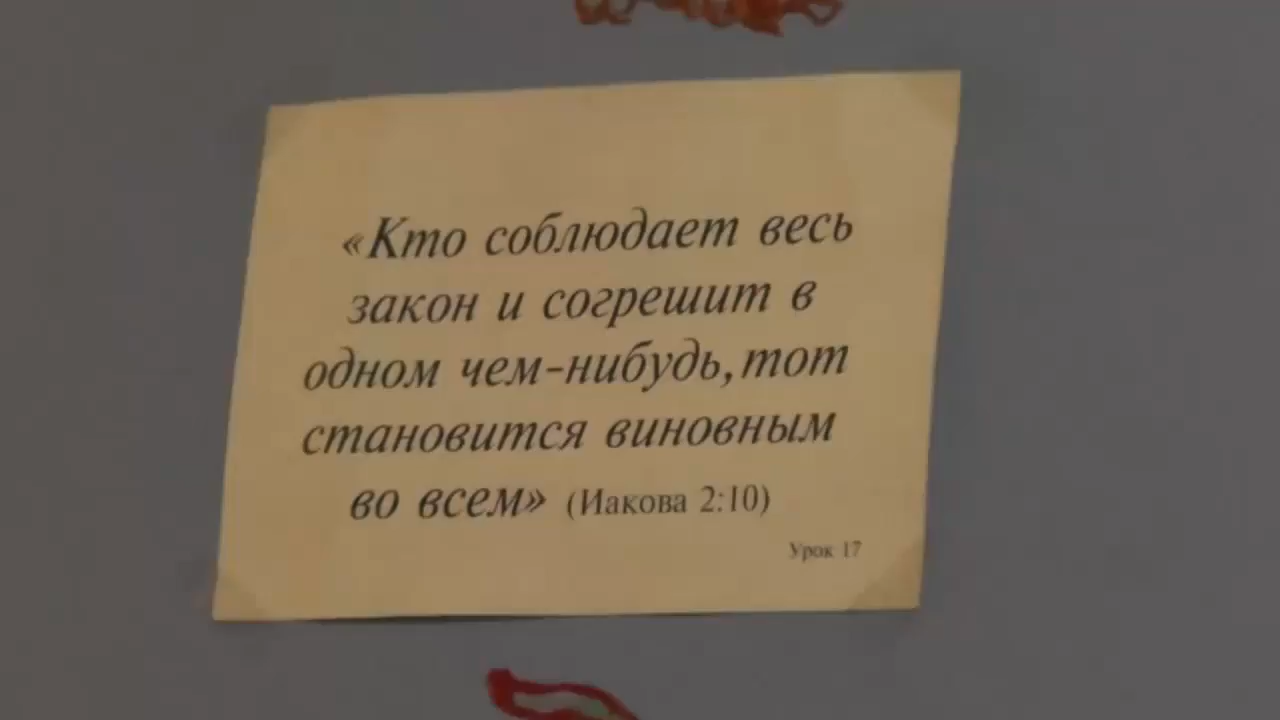 «Кто соблюдает весь
закон и согрешит в
одном чем-нибудь, тот
становится виновным
во всем» (Иакова 2:10)
Урок 17